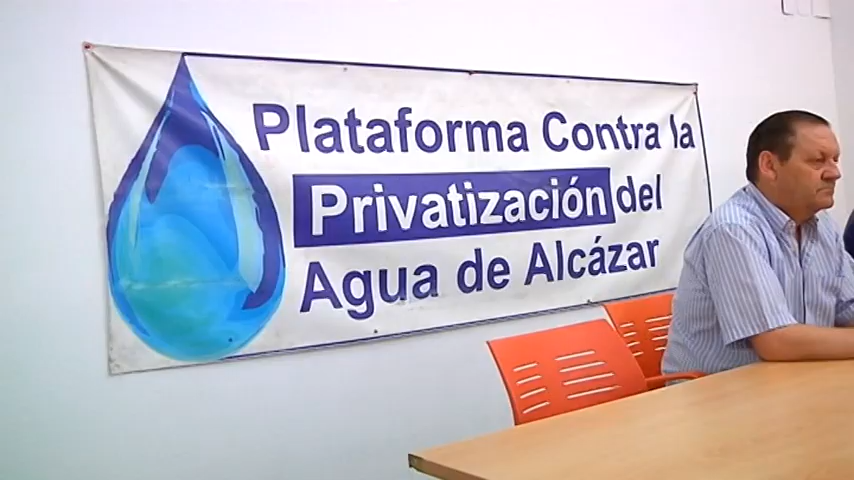 Plataforma Contra la
Privatización del
Agua de Alcázar